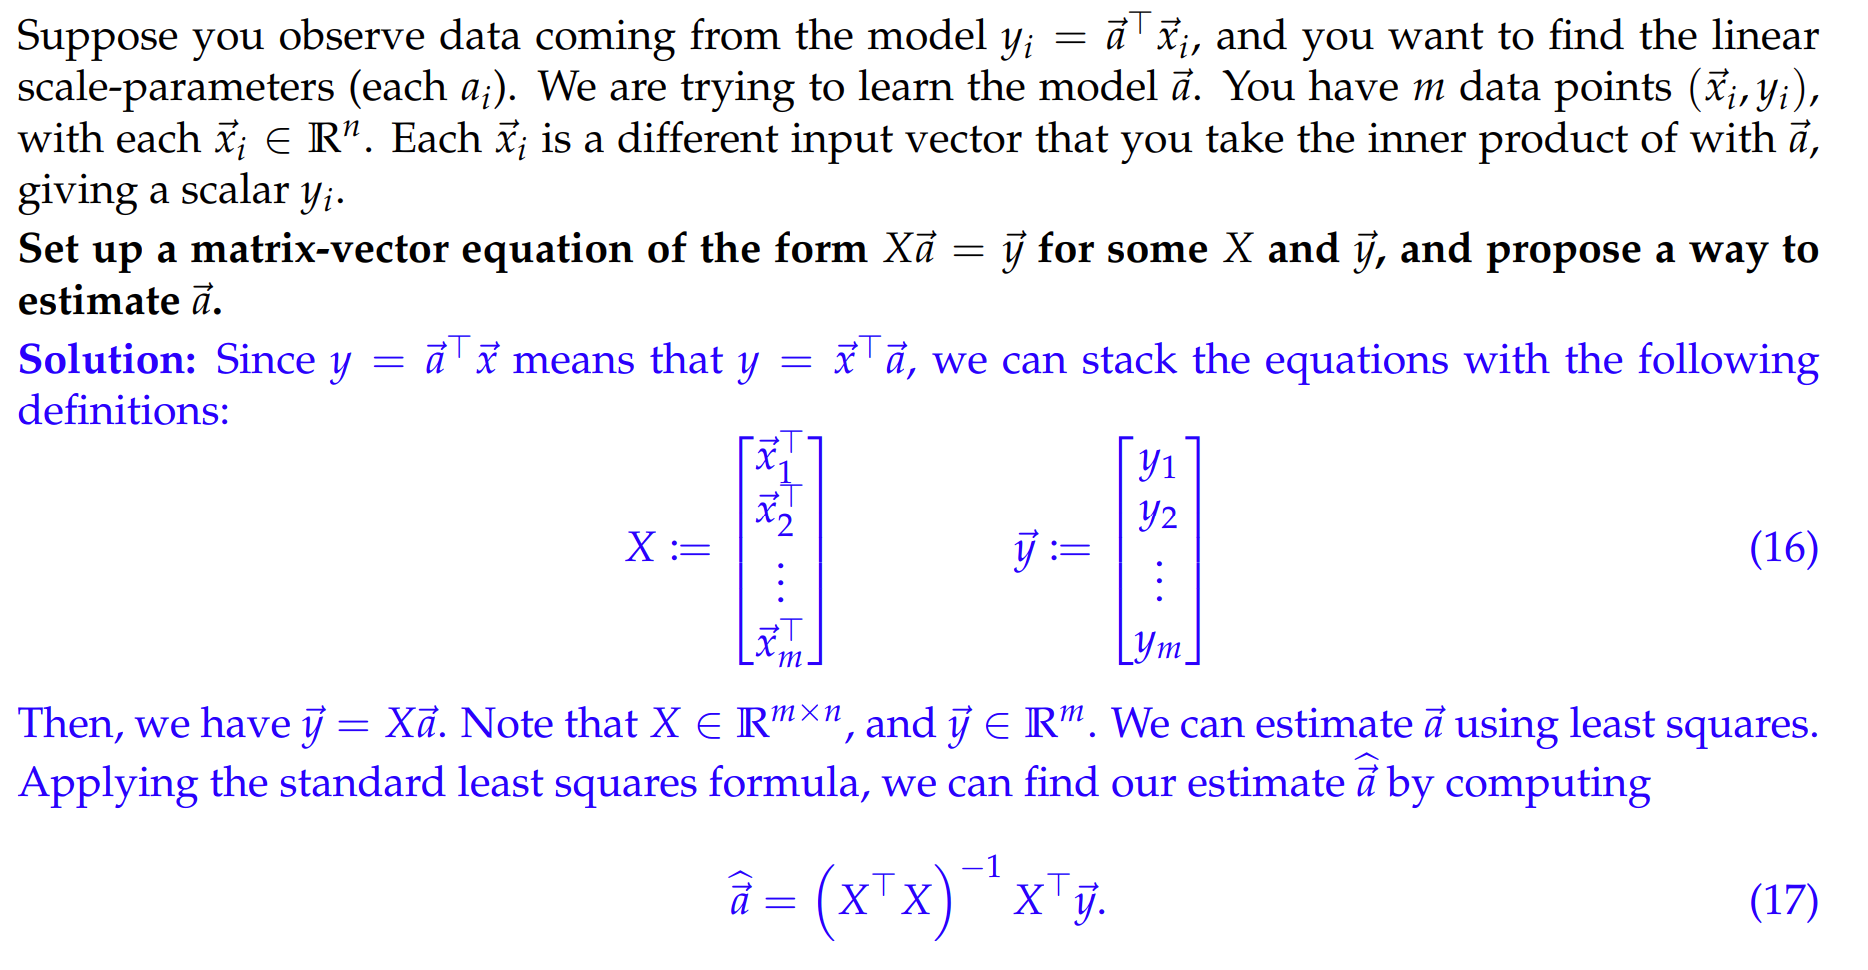 Suppose you observe data coming from the model $y_i = \vec{a}^\top \vec{x}_i$, and you want to find the linear
scale-parameters (each $a_i$). We are trying to learn the model $\vec{a}$. You have $m$ data points $(\vec{x}_i, y_i)$,
with each $\vec{x}_i \in \mathbb{R}^n$. Each $\vec{x}_i$ is a different input vector that you take the inner product of with $\vec{a}$,
giving a scalar $y_i$.
Set up a matrix-vector equation of the form $X\vec{a} = \vec{y}$ for some $X$ and $\vec{y}$, and propose a way to
estimate $\vec{a}$.
Solution: Since $y = \vec{a}^\top \vec{x}$ means that $y = \vec{x}^\top \vec{a}$, we can stack the equations with the following
definitions:
$X := \begin{bmatrix} \vec{x}_1^\top \\ \vec{x}_2^\top \\ \vdots \\ \vec{x}_m^\top \end{bmatrix} \quad \vec{y} := \begin{bmatrix} y_1 \\ y_2 \\ \vdots \\ y_m \end{bmatrix}$ (16)
Then, we have $\vec{y} = X\vec{a}$. Note that $X \in \mathbb{R}^{m \times n}$, and $\vec{y} \in \mathbb{R}^m$. We can estimate $\vec{a}$ using least squares.
Applying the standard least squares formula, we can find our estimate $\widehat{\vec{a}}$ by computing
$\widehat{\vec{a}} = \left(X^\top X\right)^{-1} X^\top \vec{y}.$ (17)